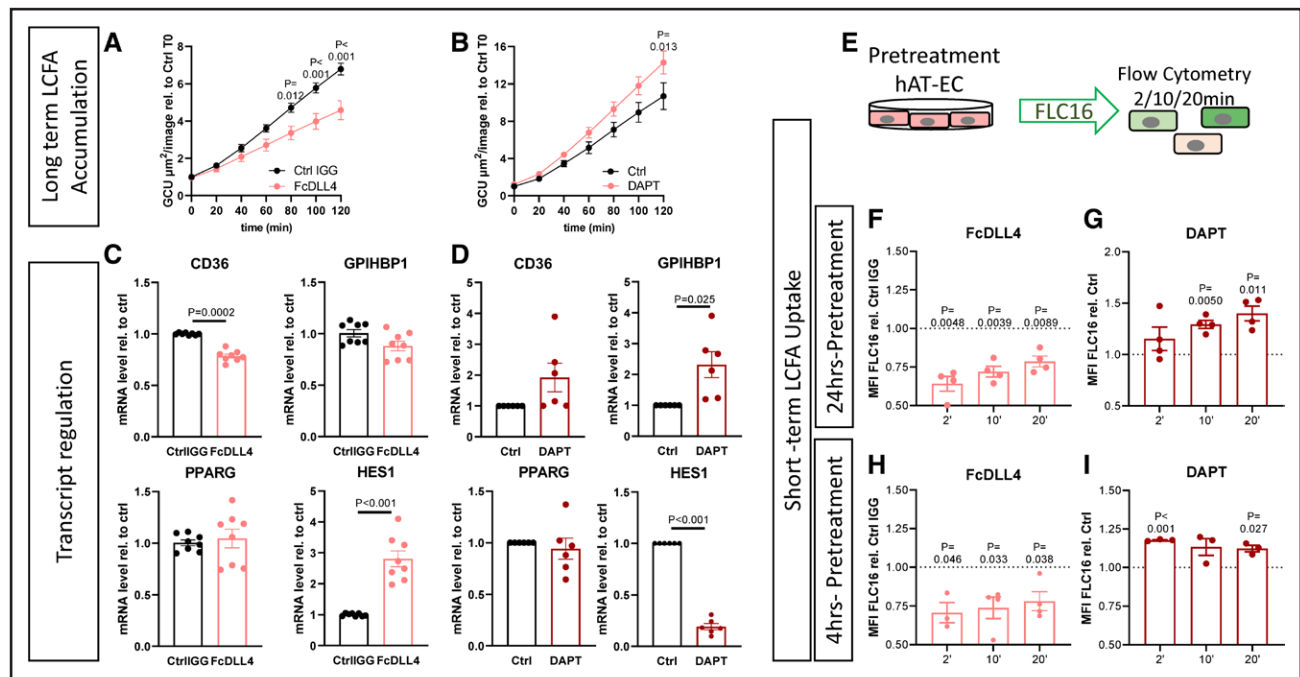 Long term LCFA
Accumulation
A
GCU µm²/image rel. to Ctrl T0
8
6
4
2
0
P=
0.012
P<
<0.001
P<
0.001
Ctrl IGG
FcDLL4
0 20 40 60 80 100 120
time (min)
B
GCU µm²/image rel. to Ctrl T0
16
12
8
4
0
P=
0.013
Ctrl
DAPT
0 20 40 60 80 100 120
time (min)
Transcript regulation
C
CD36
mRNA level rel. to ctrl
1.5
1.0
0.5
0.0
P=0.0002
CtrlIGG FcDLL4
GPIHBP1
mRNA level rel. to ctrl
1.5
1.0
0.5
0.0
CtrlIGG FcDLL4
PPARG
mRNA level rel. to ctrl
1.5
1.0
0.5
0.0
CtrlIGG FcDLL4
HES1
mRNA level rel. to ctrl
5
4
3
2
1
0
P<0.001
CtrlIGG FcDLL4
D
CD36
mRNA level rel. to ctrl
5
4
3
2
1
0
Ctrl DAPT
GPIHBP1
mRNA level rel. to ctrl
5
4
3
2
1
0
P=0.025
Ctrl DAPT
PPARG
mRNA level rel. to ctrl
1.5
1.0
0.5
0.0
Ctrl DAPT
HES1
mRNA level rel. to ctrl
1.5
1.0
0.5
0.0
P<0.001
Ctrl DAPT
Short -term LCFA Uptake
24hrs-Pretreatment
4hrs- Pretreatment
E
Pretreatment
hAT-EC
FLC16
Flow Cytometry
2/10/20min
F
FcDLL4
MFI FLC16 rel. Ctrl IGG
1.50
1.25
1.00
0.75
0.50
P=
0.0048
P=
0.0039
P=
0.0089
2' 10' 20'
G
DAPT
MFI FLC16 rel. Ctrl
2.0
1.5
1.0
0.5
P=
0.0050
P=
0.011
2' 10' 20'
H
FcDLL4
MFI FLC16 rel. Ctrl IGG
1.50
1.25
1.00
0.75
0.50
P=
0.046
P=
0.033
P=
0.038
2' 10' 20'
I
DAPT
MFI FLC16 rel. Ctrl
1.50
1.25
1.00
0.75
0.50
P<
0.001
P=
0.027
2' 10' 20'